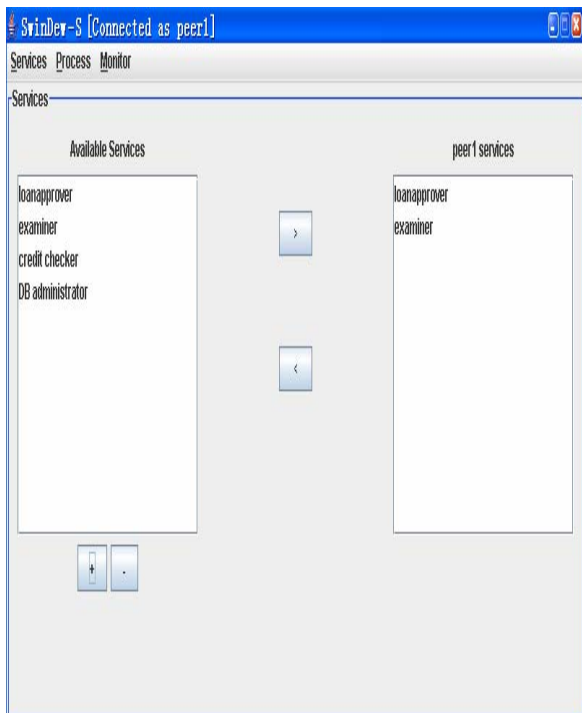 SwinDew-S [Connected as peer1]
Services Process Monitor
Services
Available Services
peer1 services
loanapprover
examiner
credit checker
DB administrator
>
<
loanapprover
examiner
+ -